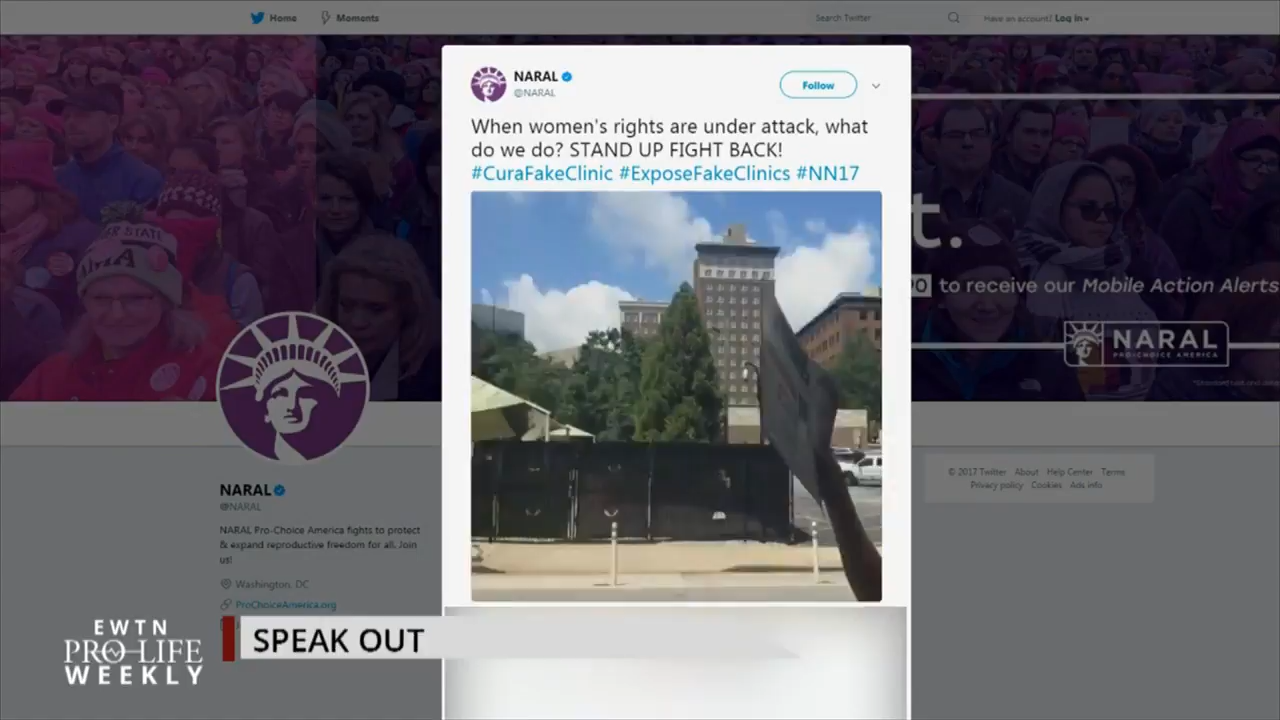 Home
Moments
Search Twitter
Have an account? Log in
NARAL
@NARAL
Follow
When women's rights are under attack, what
do we do? STAND UP FIGHT BACK!
#CuraFakeClinic #ExposeFakeClinics #NN17
t.
to receive our Mobile Action Alerts
NARAL
PRO-CHOICE AMERICA
NARAL
@NARAL
NARAL Pro-Choice America fights to protect
& expand reproductive freedom for all. Join
us!
Washington, DC
ProChoiceAmerica.org
© 2017 Twitter About Help Center Terms
Privacy policy Cookies Ads info
EWTN
PRO-LIFE
WEEKLY
SPEAK OUT